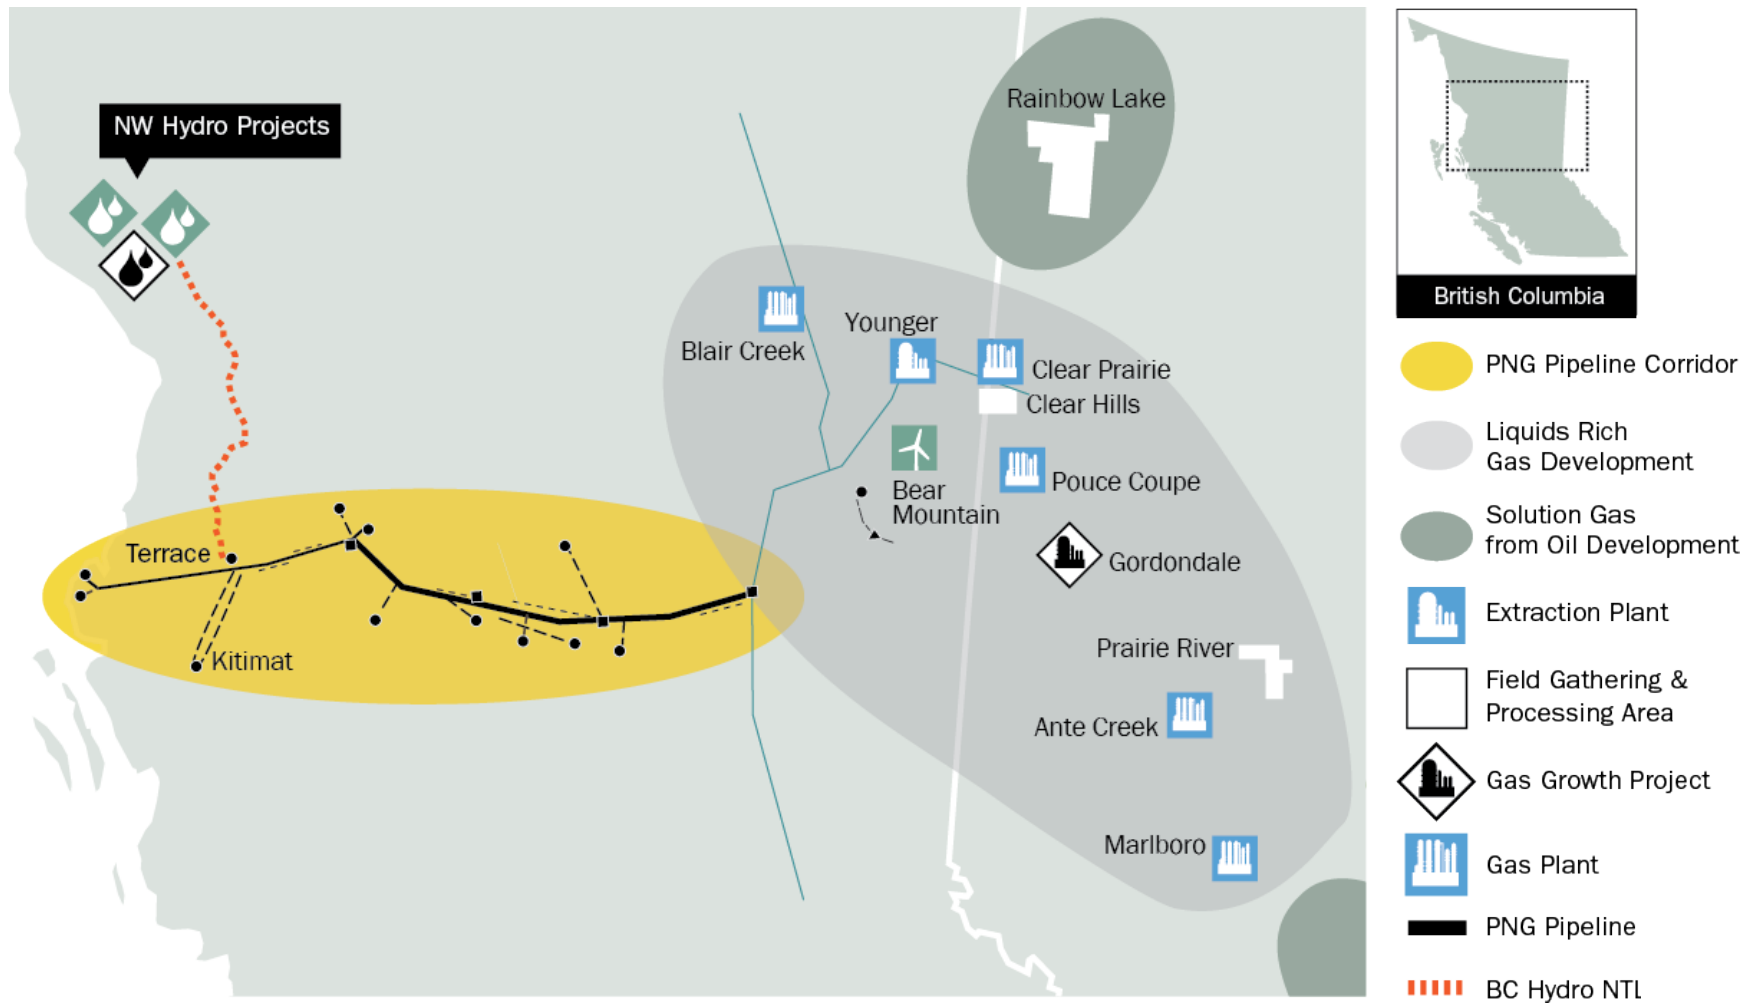 NW Hydro Projects
Rainbow Lake
Younger
Blair Creek
Clear Prairie
Clear Hills
Bear
Mountain
Pouce Coupe
Terrace
Gordondale
Kitimat
Prairie River
Ante Creek
Marlboro
British Columbia
PNG Pipeline Corridor
Liquids Rich
Gas Development
Solution Gas
from Oil Development
Extraction Plant
Field Gathering &
Processing Area
Gas Growth Project
Gas Plant
PNG Pipeline
BC Hydro NTL